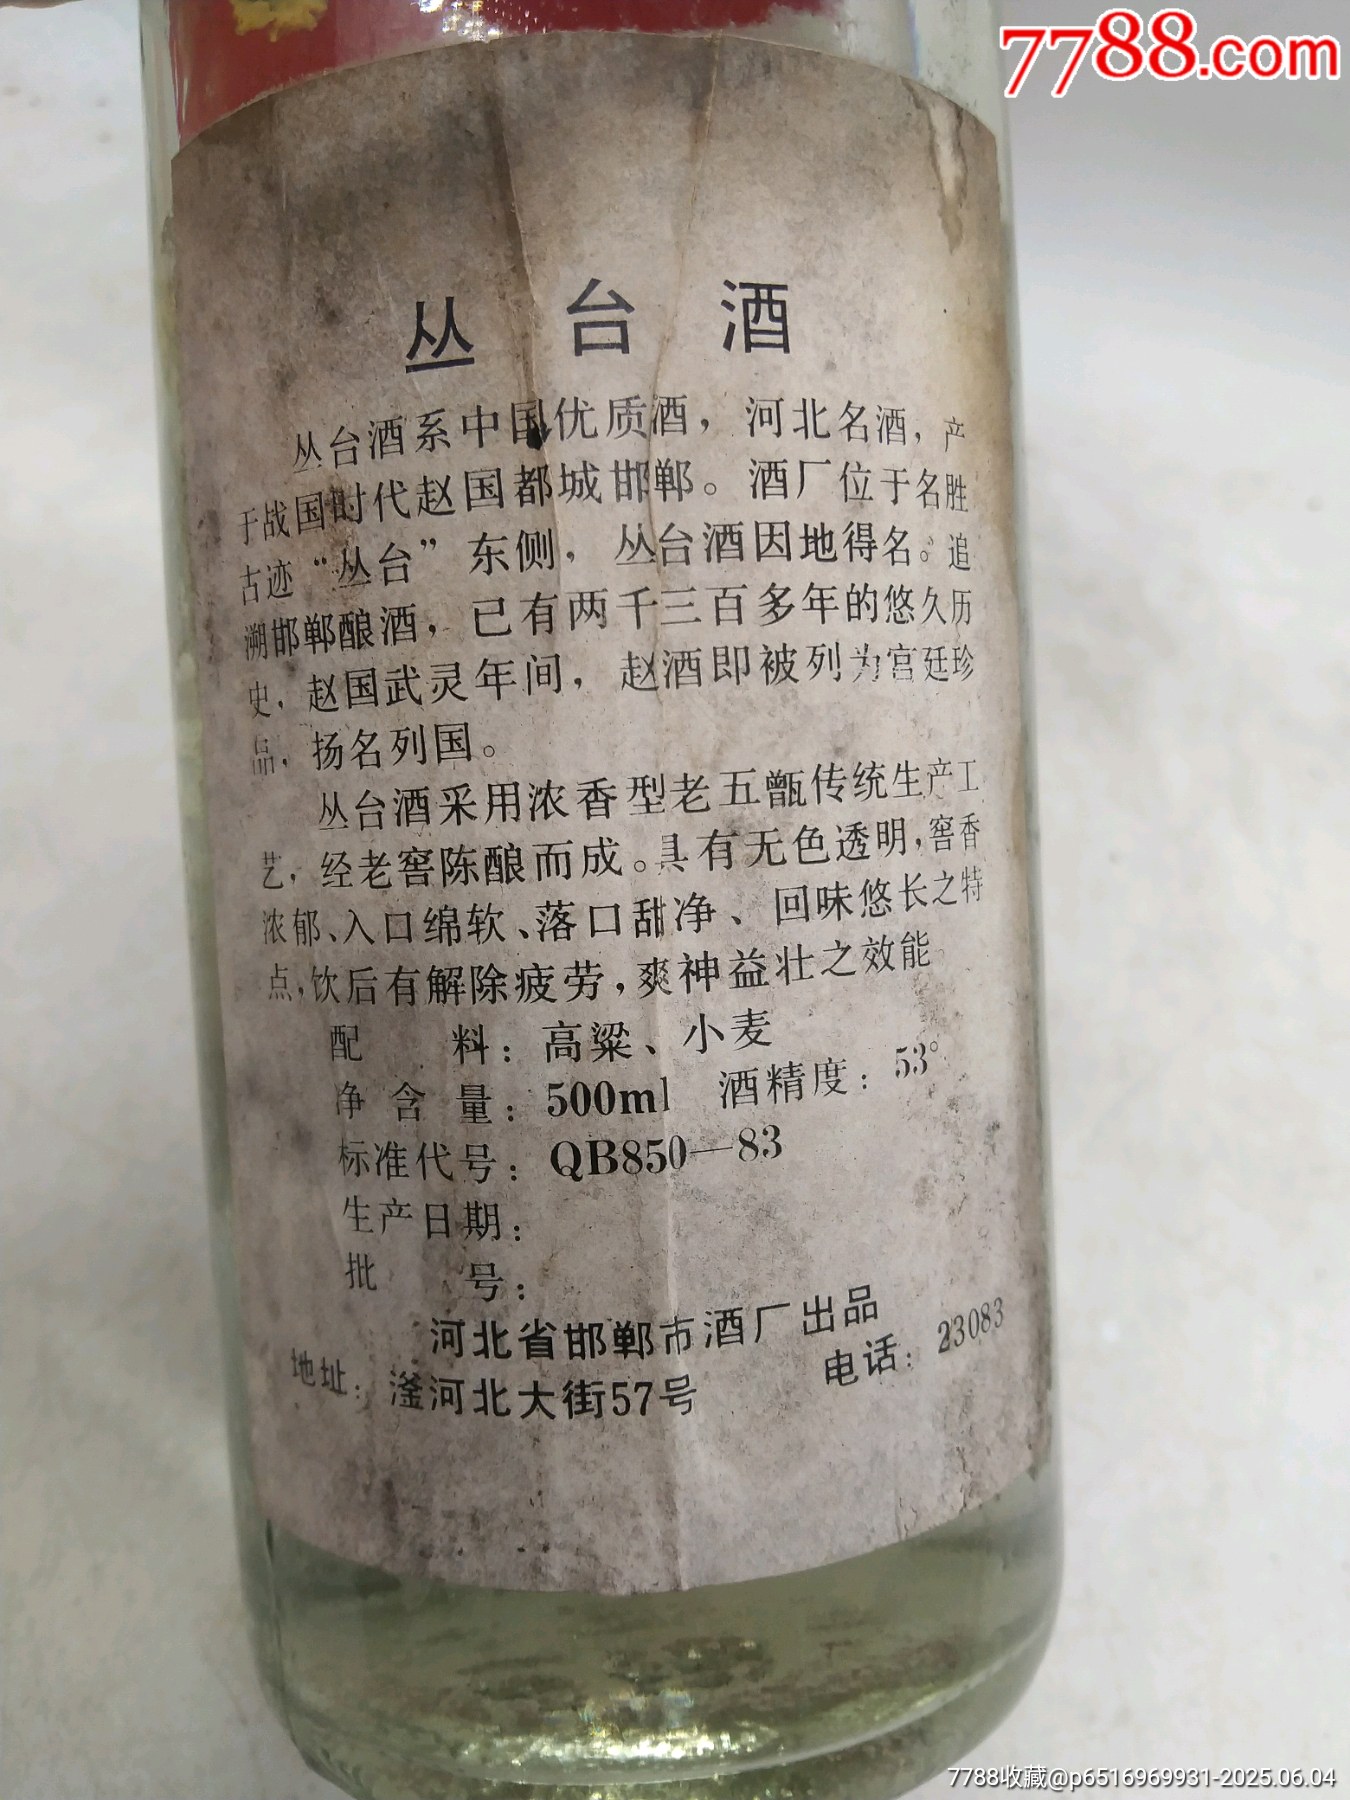 7788.com
丛台酒
丛台酒系中国优质酒，河北名酒，产
于战国时代赵国都城邯郸。酒厂位于名胜
古迹“丛台”东侧，丛台酒因地得名。追
溯邯郸酿酒，已有两千三百多年的悠久历
史，赵国武灵年间，赵酒即被列为宫廷珍
品，扬名列国。
丛台酒采用浓香型老五甑传统生产工
艺，经老窖陈酿而成。具有无色透明，窖香
浓郁、入口绵软、落口甜净、回味悠长之特
点，饮后有解除疲劳，爽神益壮之效能
配料：高粱、小麦
净含量：500ml 酒精度：53°
标准代号：QB850—83
生产日期：
批号：
河北省邯郸市酒厂出品
地址：滏河北大街57号 电话：23083
7788收藏@p6516969931-2025.06.04